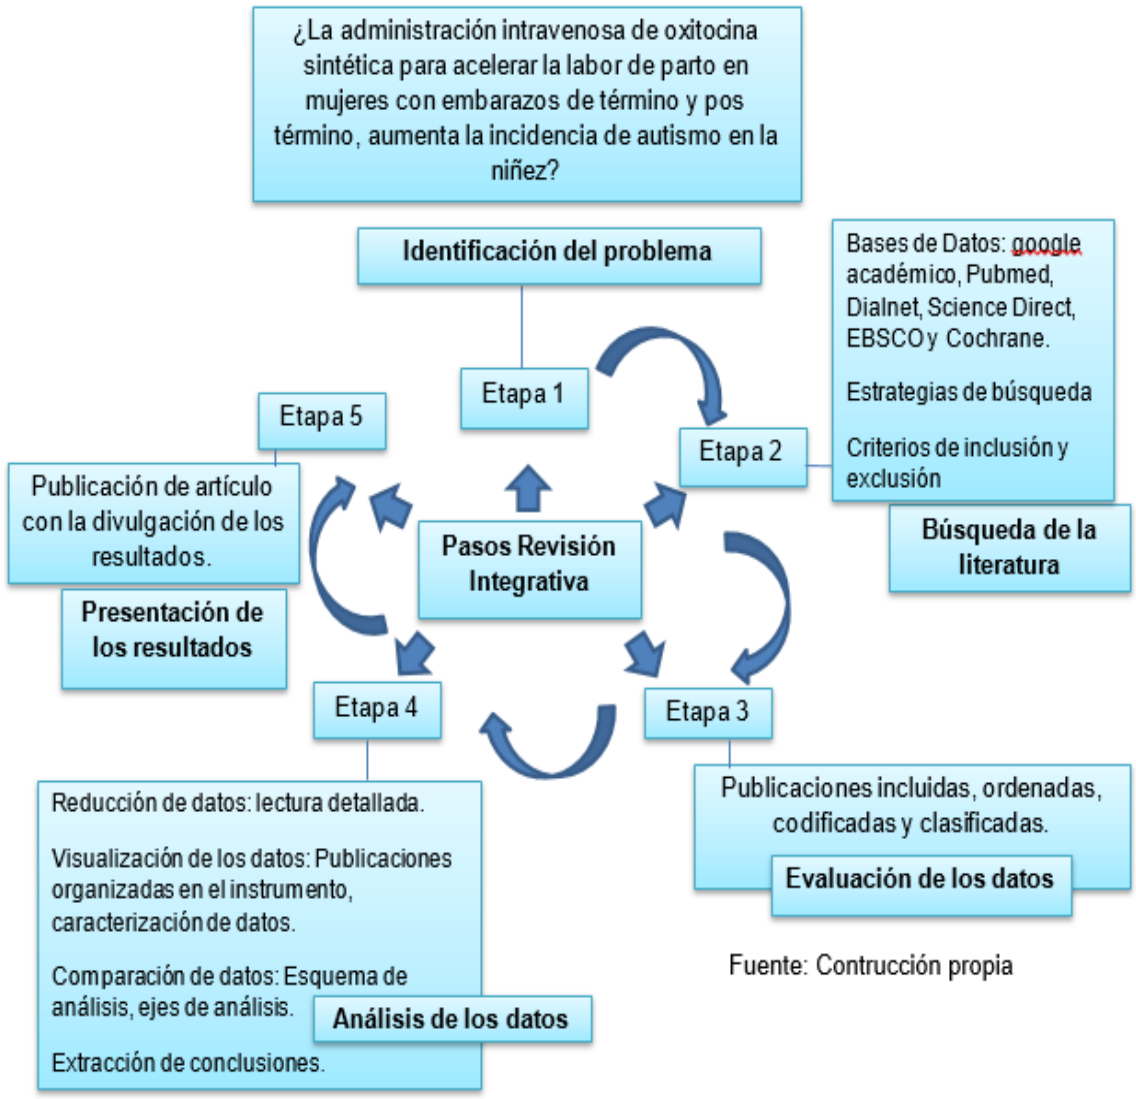 ¿La administración intravenosa de oxitocina
sintética para acelerar la labor de parto en
mujeres con embarazos de término y pos
término, aumenta la incidencia de autismo en la
niñez?
Identificación del problema
Etapa 1
Etapa 2
Bases de Datos: google
académico, Pubmed,
Dialnet, Science Direct,
EBSCO y Cochrane.
Estrategias de búsqueda
Criterios de inclusión y
exclusión
Búsqueda de la
literatura
Etapa 5
Publicación de artículo
con la divulgación de los
resultados.
Presentación de
los resultados
Pasos Revisión
Integrativa
Etapa 4
Etapa 3
Publicaciones incluidas, ordenadas,
codificadas y clasificadas.
Evaluación de los datos
Reducción de datos: lectura detallada.
Visualización de los datos: Publicaciones
organizadas en el instrumento,
caracterización de datos.
Comparación de datos: Esquema de
análisis, ejes de análisis.
Extracción de conclusiones.
Análisis de los datos
Fuente: Contrucción propia